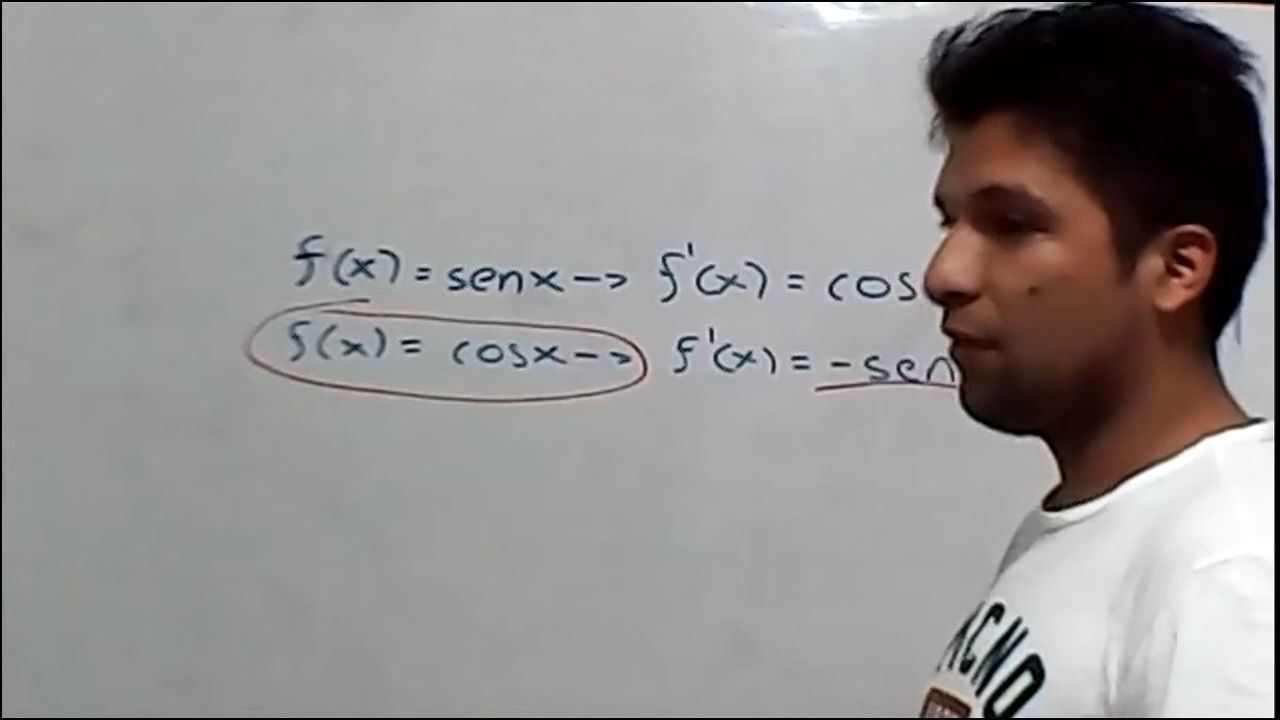 f(x) = senx --> f'(x) = cos
f(x) = cosx --> f'(x) = -sen